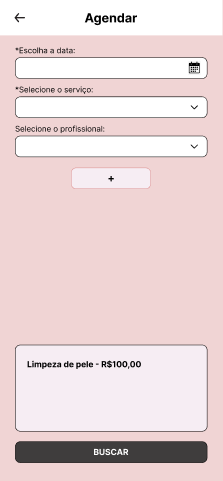 Agendar
*Escolha a data:
*Selecione o serviço:
Selecione o profissional:
+
Limpeza de pele - R$100,00
BUSCAR